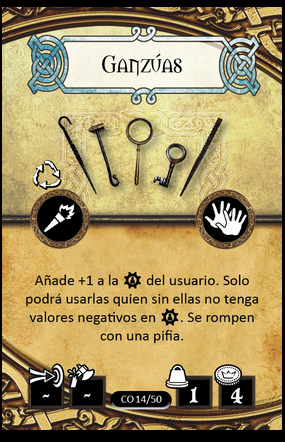 Ganzúas
Añade +1 a la del usuario. Solo
podrá usarlas quien sin ellas no tenga
valores negativos en . Se rompen
con una pifia.
~ ~ CO 14/50 1 4